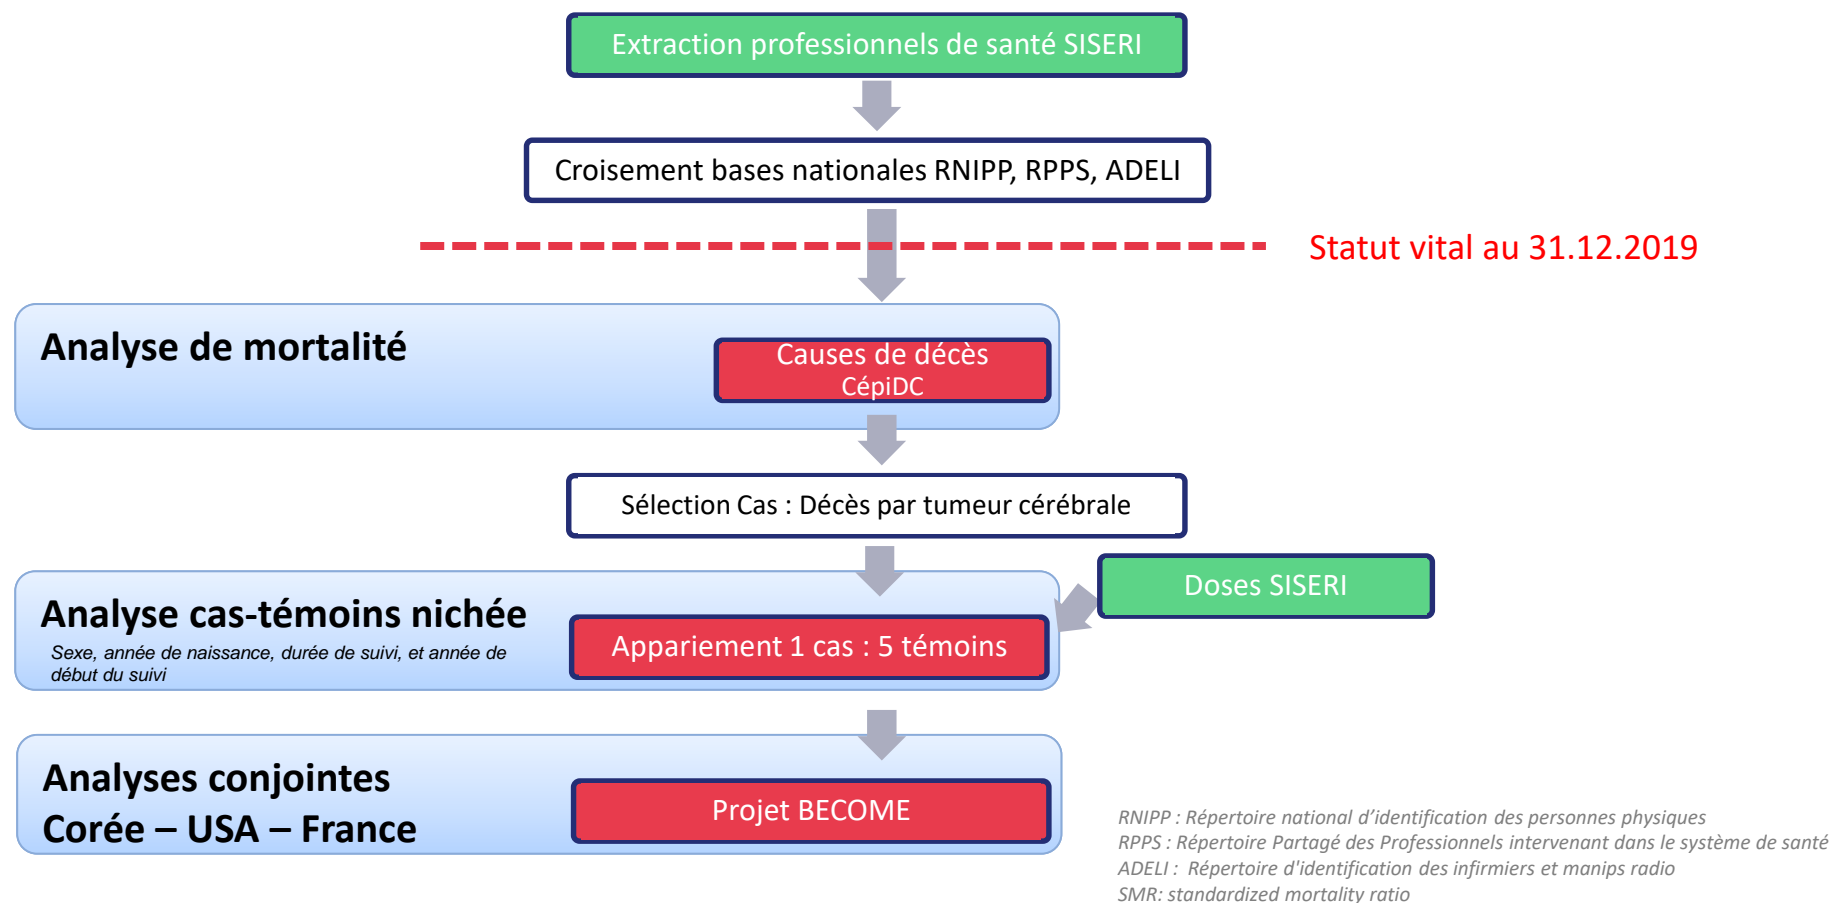 Extraction professionnels de santé SISERI
Croisement bases nationales RNIPP, RPPS, ADELI
Statut vital au 31.12.2019
Analyse de mortalité
Causes de décès
CépiDC
Sélection Cas : Décès par tumeur cérébrale
Doses SISERI
Analyse cas-témoins nichée
Sexe, année de naissance, durée de suivi, et année de
début du suivi
Appariement 1 cas : 5 témoins
Analyses conjointes
Corée – USA – France
Projet BECOME
RNIPP : Répertoire national d’identification des personnes physiques
RPPS : Répertoire Partagé des Professionnels intervenant dans le système de santé
ADELI : Répertoire d'identification des infirmiers et manips radio
SMR: standardized mortality ratio